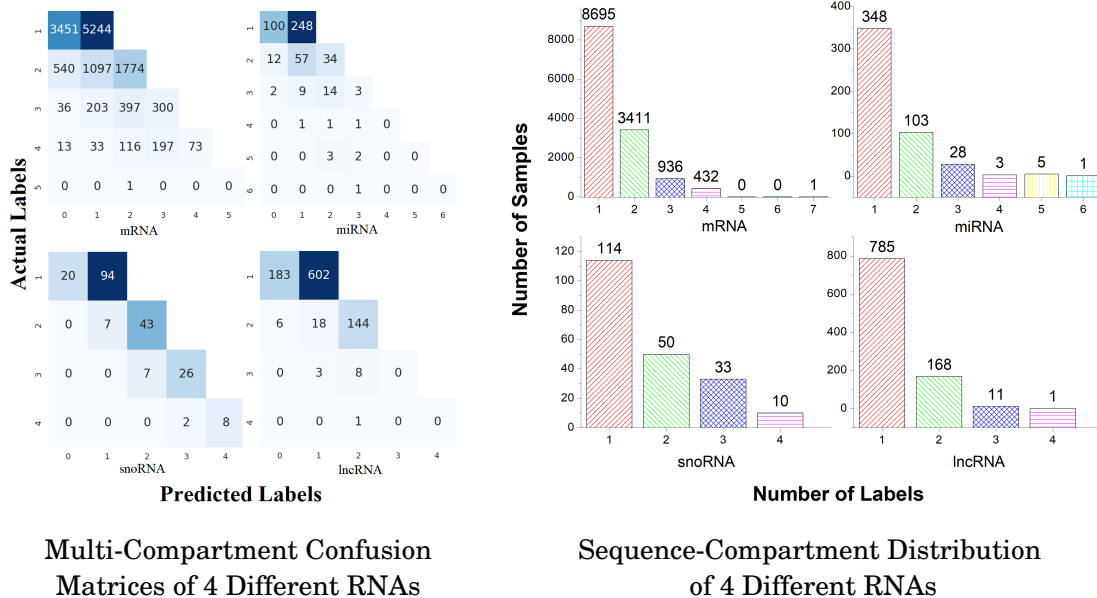 Actual Labels
1 3451 5244
2 540 1097 1774
3 36 203 397 300
4 13 33 116 197 73
5 0 0 1 0 0 0
0 1 2 3 4 5
mRNA
1 100 248
2 12 57 34
3 2 9 14 3
4 0 1 1 1 0
5 0 0 3 2 0 0
6 0 0 0 1 0 0 0
0 1 2 3 4 5 6
miRNA
1 20 94
2 0 7 43
3 0 0 7 26
4 0 0 0 2 8
0 1 2 3 4
snoRNA
1 183 602
2 6 18 144
3 0 3 8 0
4 0 0 1 0 0
0 1 2 3 4
lncRNA
Predicted Labels
Multi-Compartment Confusion
Matrices of 4 Different RNAs
Number of Samples
8000
6000
4000
2000
0
8695 3411 936 432 0 0 1
1 2 3 4 5 6 7
mRNA
400
300
200
100
0
348 103 28 3 5 1
1 2 3 4 5 6
miRNA
120
100
80
60
40
20
0
114 50 33 10
1 2 3 4
snoRNA
800
600
400
200
0
785 168 11 1
1 2 3 4
lncRNA
Number of Labels
Sequence-Compartment Distribution
of 4 Different RNAs